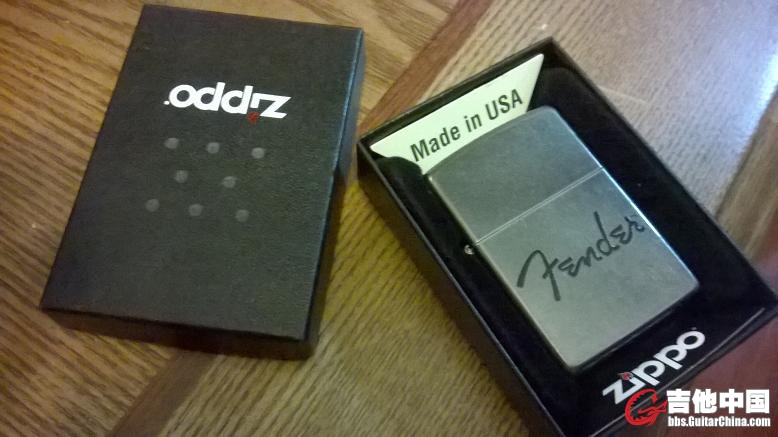 Zippo
Made in USA
Fender
Zippo
吉他中国
bbs.GuitarChina.com